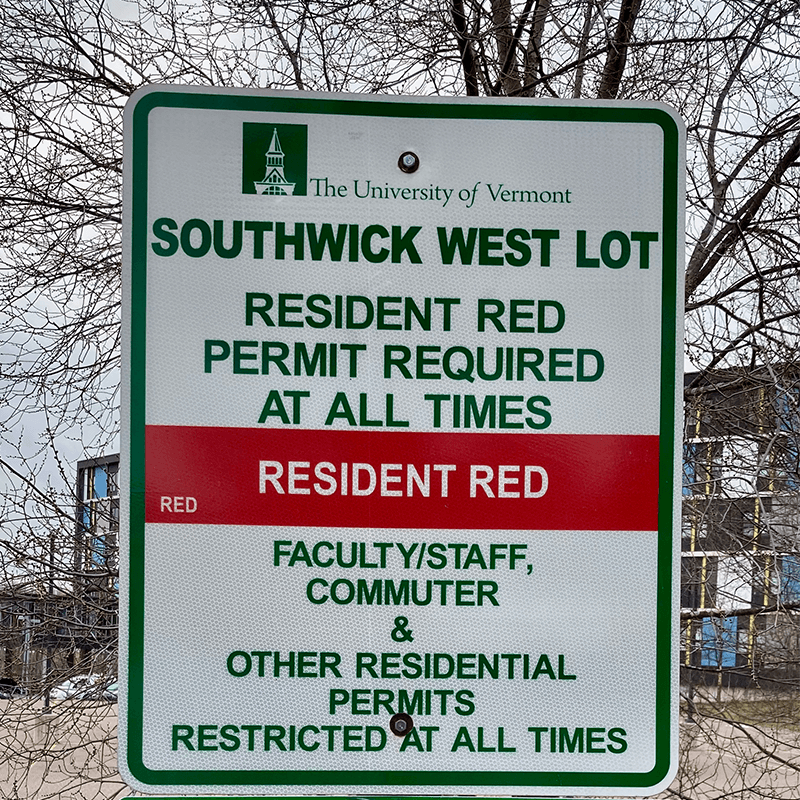 The University of Vermont
SOUTHWICK WEST LOT
RESIDENT RED
PERMIT REQUIRED
AT ALL TIMES
RESIDENT RED
RED
FACULTY/STAFF,
COMMUTER
&
OTHER RESIDENTIAL
PERMITS
RESTRICTED AT ALL TIMES